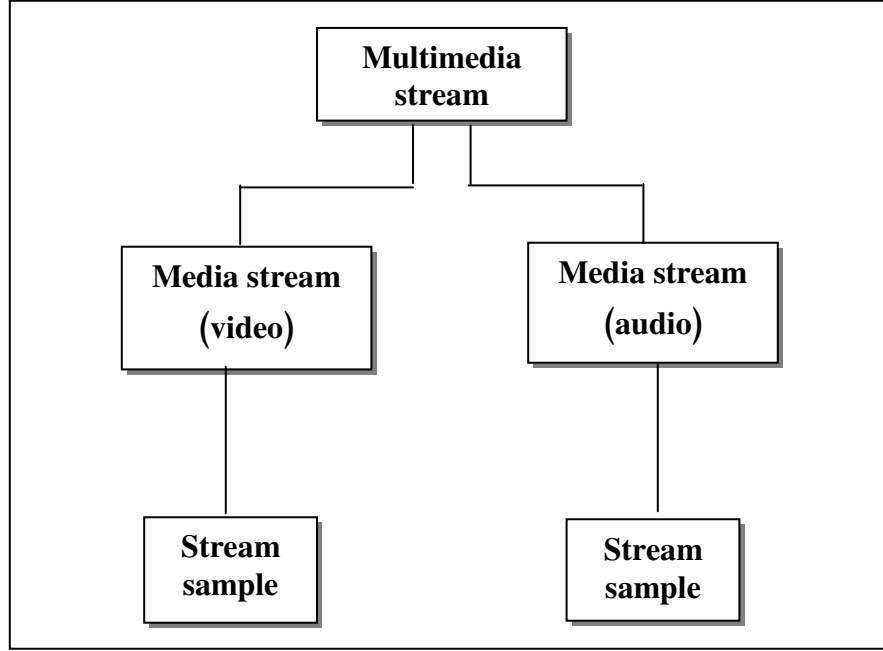 Multimedia
stream
Media stream
(video)
Media stream
(audio)
Stream
sample
Stream
sample